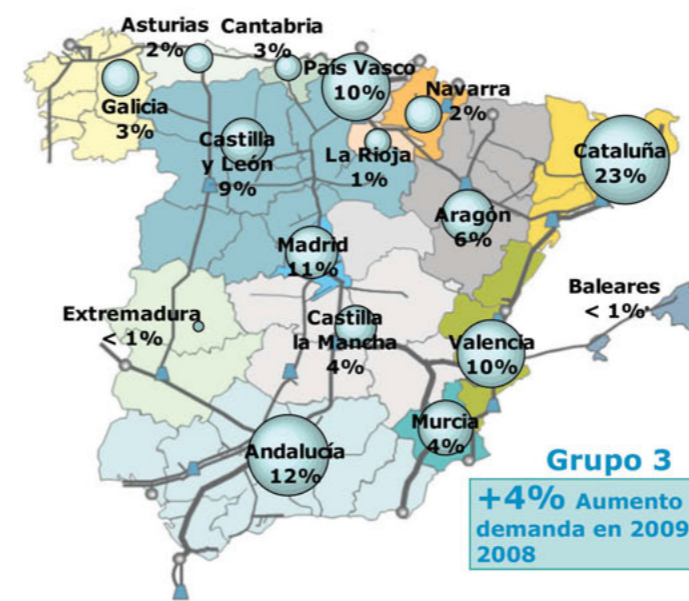 Asturias
2%
Cantabria
3%
País Vasco
10%
Navarra
2%
Galicia
3%
Castilla
y León
9%
La Rioja
1%
Cataluña
23%
Aragón
6%
Madrid
11%
Baleares
< 1%
Extremadura
< 1%
Castilla
la Mancha
4%
Valencia
10%
Murcia
4%
Andalucía
12%
Grupo 3
+4% Aumento
demanda en 2009
2008